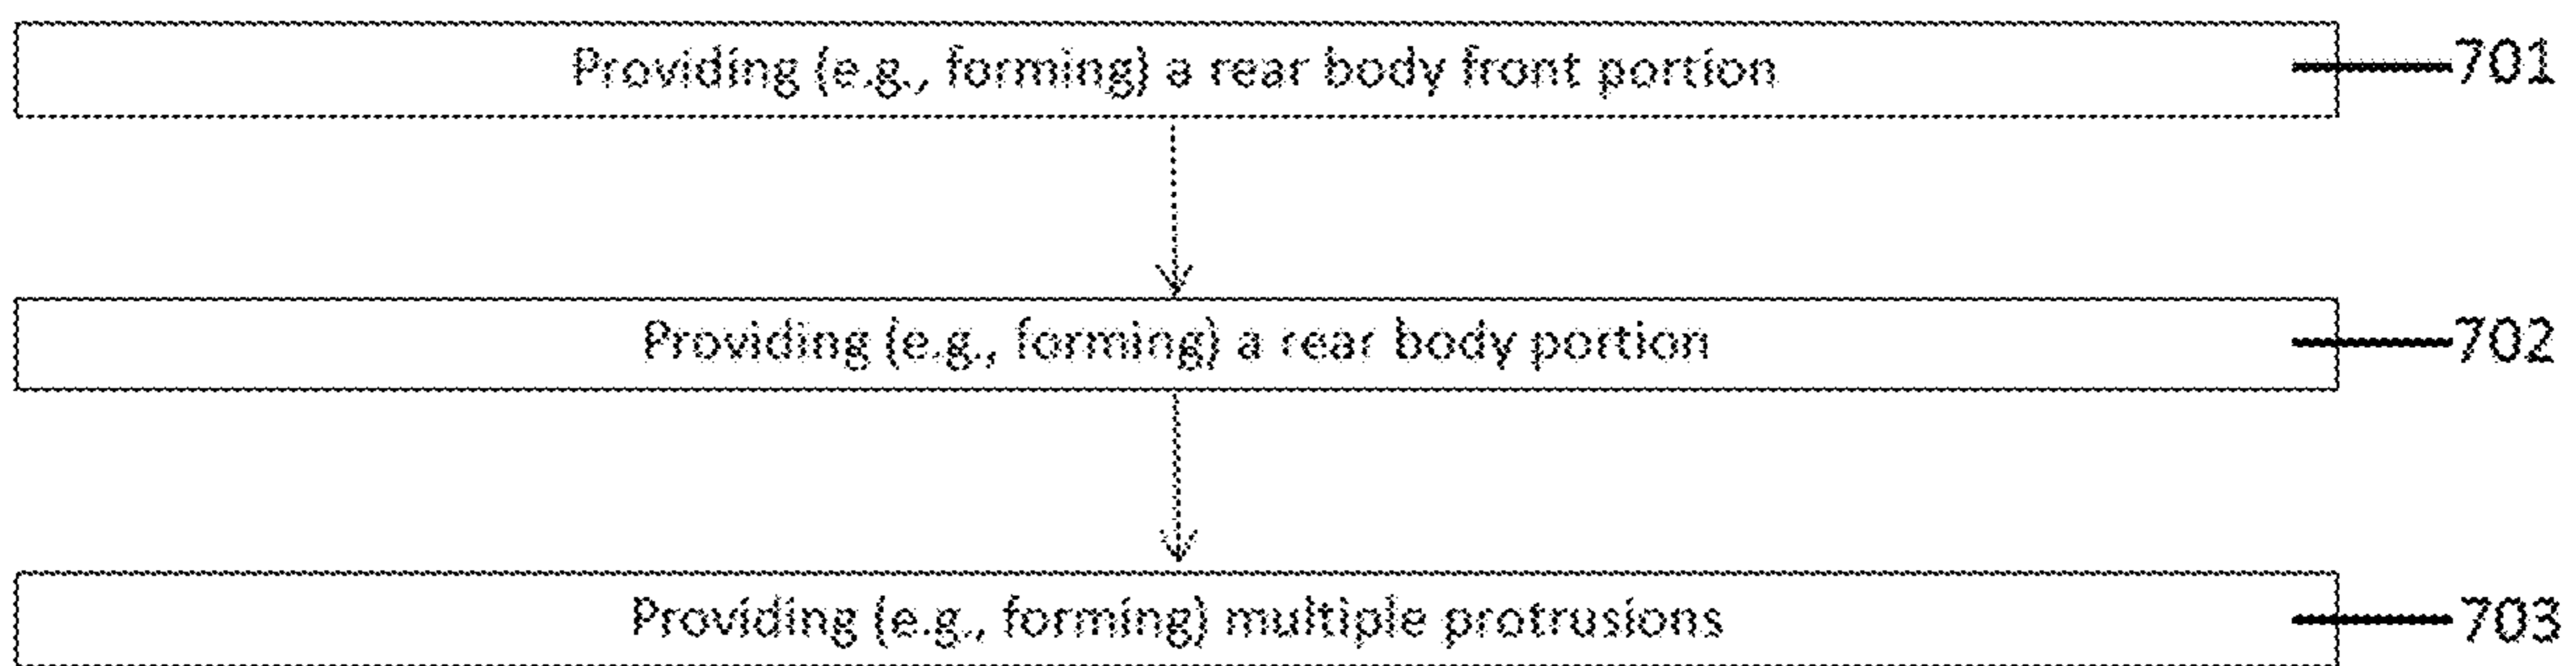 Providing (e.g., forming) a rear body front portion 701
Providing (e.g., forming) a rear body portion 702
Providing (e.g., forming) multiple protrusions 703